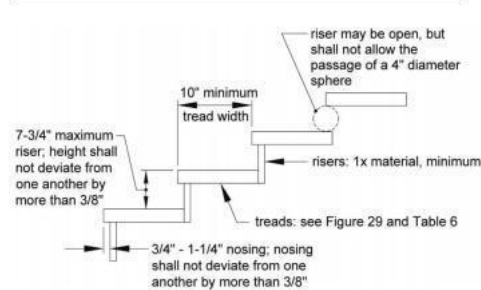 riser may be open, but
shall not allow the
passage of a 4" diameter
sphere
10" minimum
tread width
7-3/4" maximum
riser; height shall
not deviate from
one another by
more than 3/8"
risers: 1x material, minimum
treads: see Figure 29 and Table 6
3/4" - 1-1/4" nosing; nosing
shall not deviate from one
another by more than 3/8"